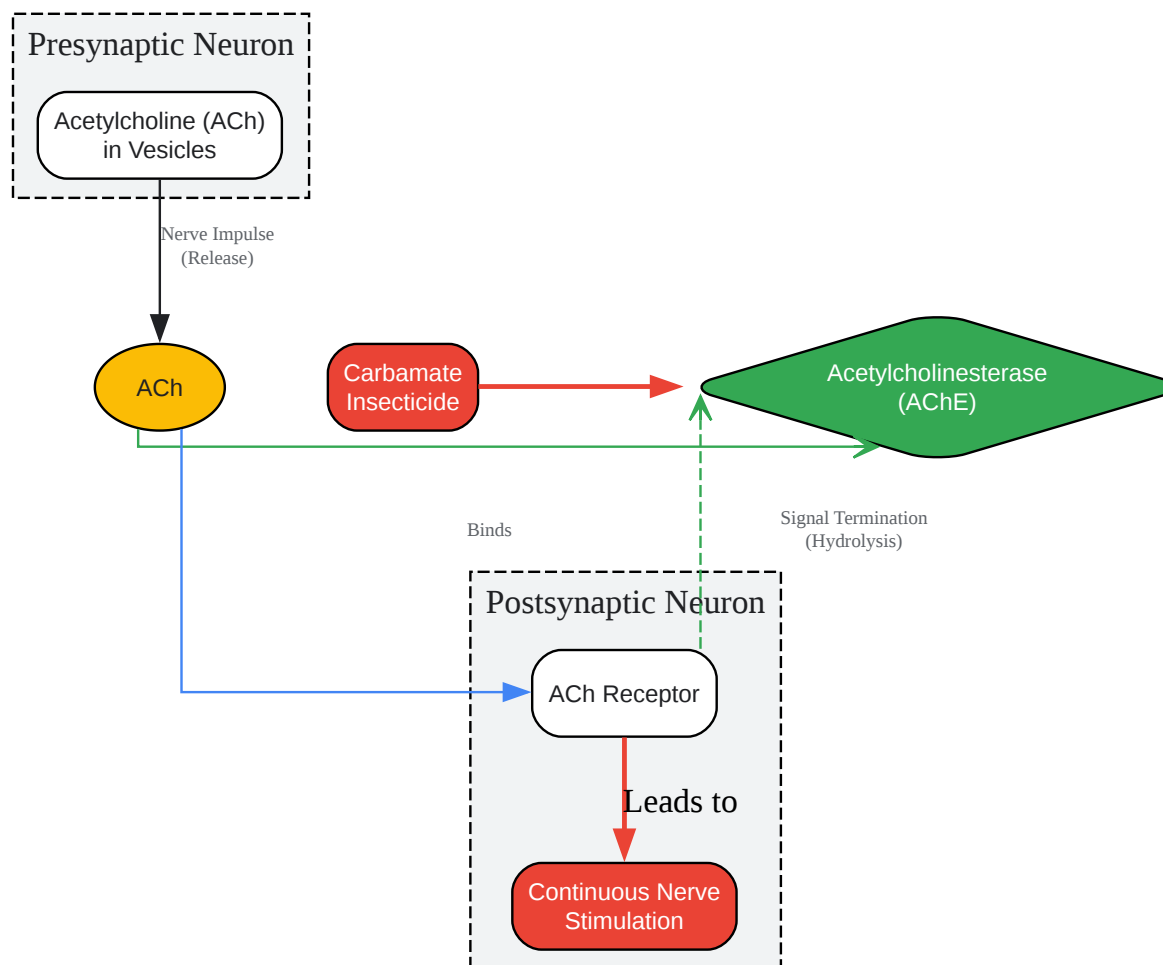 Presynaptic Neuron
Acetylcholine (ACh)
in Vesicles
Nerve Impulse
(Release)
ACh
Carbamate
Insecticide
Acetylcholinesterase
(AChE)
Binds
Signal Termination
(Hydrolysis)
Postsynaptic Neuron
ACh Receptor
Leads to
Continuous Nerve
Stimulation